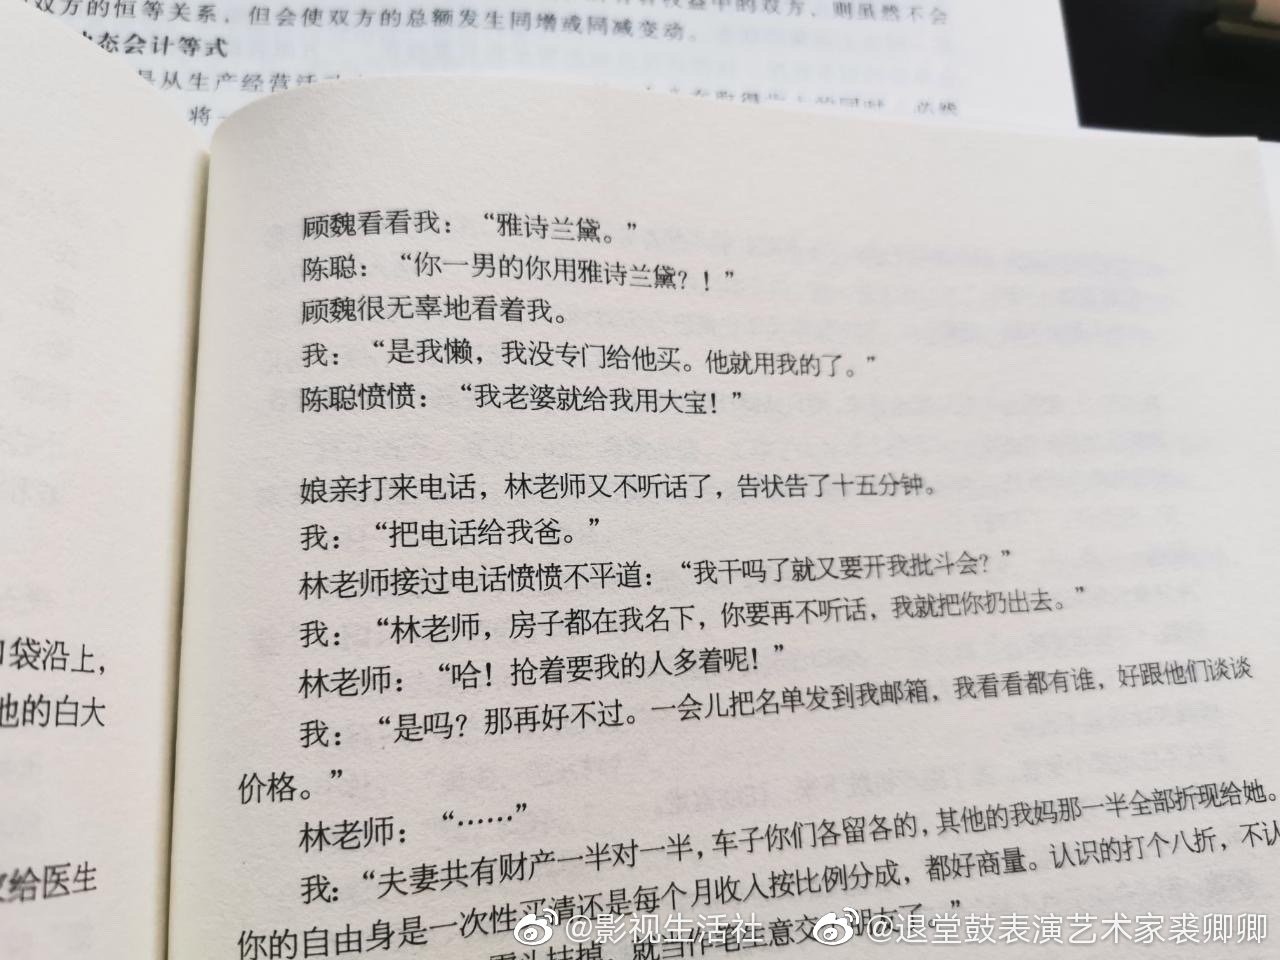 双方的恒等关系，但会使双方的总额发生同增或同减变动。
态会计等式
是从生产经营活动
将一
顾魏看看我：“雅诗兰黛。”
陈聪：“你一男的你用雅诗兰黛？！”
顾魏很无辜地看着我。
我：“是我懒，我没专门给他买。他就用我的了。”
陈聪愤愤：“我老婆就给我用大宝！”
娘亲打来电话，林老师又不听话了，告状告了十五分钟。
我：“把电话给我爸。”
林老师接过电话愤愤不平道：“我干吗了就又要开我批斗会？”
我：“林老师，房子都在我名下，你要再不听话，我就把你扔出去。”
林老师：“哈！抢着要我的人多着呢！”
我：“是吗？那再好不过。一会儿把名单发到我邮箱，我看看都有谁，好跟他们谈谈
价格。”
林老师：“……”
我：“夫妻共有财产一半对一半，车子你们各留各的，其他的我妈那一半全部折现给她。
你的自由身是一次性买清还是每个月收入按比例分成，都好商量。认识的打个八折，不认
就当作笔生意交
袋沿上，
他的白大
给医生
@影视生活社
@退堂鼓表演艺术家裘卿卿